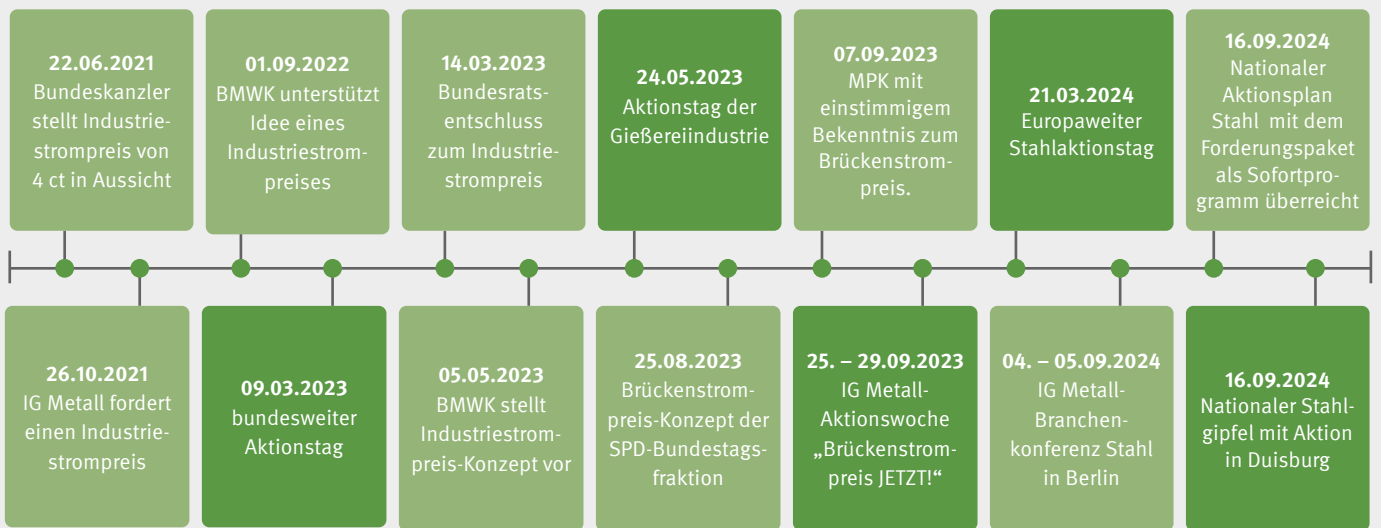 22.06.2021
Bundeskanzler
stellt Industrie-
strompreis von
4 ct in Aussicht
26.10.2021
IG Metall fordert
einen Industrie-
strompreis
01.09.2022
BMWK unterstützt
Idee eines
Industriestrom-
preises
09.03.2023
bundesweiter
Aktionstag
14.03.2023
Bundesrats-
entschluss
zum Industrie-
strompreis
05.05.2023
BMWK stellt
Industriestrom-
preis-Konzept vor
24.05.2023
Aktionstag der
Gießereiindustrie
25.08.2023
Brückenstrom-
preis-Konzept der
SPD-Bundestags-
fraktion
07.09.2023
MPK mit
einstimmigem
Bekenntnis zum
Brückenstrom-
preis.
25. – 29.09.2023
IG Metall-
Aktionswoche
„Brückenstrom-
preis JETZT!“
21.03.2024
Europaweiter
Stahlaktionstag
04. – 05.09.2024
IG Metall-
Branchen-
konferenz Stahl
in Berlin
16.09.2024
Nationaler
Aktionsplan
Stahl mit dem
Forderungspaket
als Sofortpro-
gramm überreicht
16.09.2024
Nationaler Stahl-
gipfel mit Aktion
in Duisburg